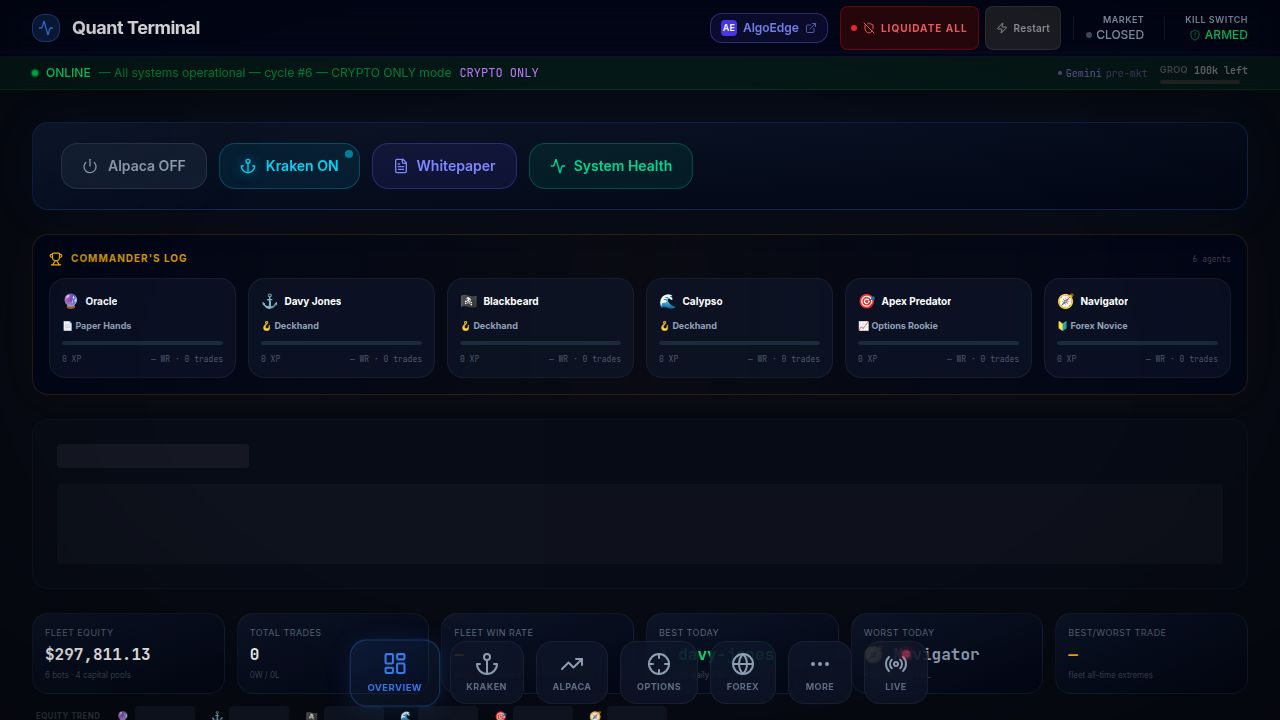 Quant Terminal
AE AlgoEdge
LIQUIDATE ALL
Restart
MARKET
CLOSED
KILL SWITCH
ARMED
ONLINE — All systems operational — cycle #6 — CRYPTO ONLY mode CRYPTO ONLY
Gemini pre-mkt
GROQ 100k left
Alpaca OFF
Kraken ON
Whitepaper
System Health
COMMANDER'S LOG
6 agents
Oracle
Paper Hands
0 XP — WR · 0 trades
Davy Jones
Deckhand
0 XP — WR · 0 trades
Blackbeard
Deckhand
0 XP — WR · 0 trades
Calypso
Deckhand
0 XP — WR · 0 trades
Apex Predator
Options Rookie
0 XP — WR · 0 trades
Navigator
Forex Novice
0 XP — WR · 0 trades
FLEET EQUITY
$297,811.13
6 bots · 4 capital pools
TOTAL TRADES
0
0W / 0L
FLEET WIN RATE
—
BEST TODAY
davy-jones
WORST TODAY
Navigator
BEST/WORST TRADE
—
fleet all-time extremes
OVERVIEW
KRAKEN
ALPACA
OPTIONS
FOREX
MORE
LIVE
EQUITY TREND